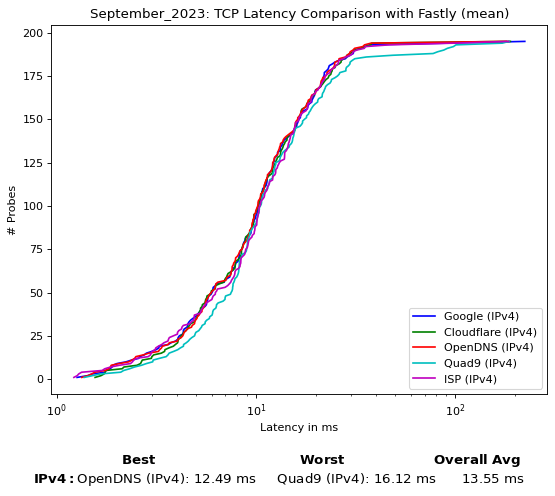 September_2023: TCP Latency Comparison with Fastly (mean)
200
175
150
125
100
75
50
25
0
# Probes
Google (IPv4)
Cloudflare (IPv4)
OpenDNS (IPv4)
Quad9 (IPv4)
ISP (IPv4)
10^0
10^1
10^2
Latency in ms
Best Worst Overall Avg
IPv4: OpenDNS (IPv4): 12.49 ms Quad9 (IPv4): 16.12 ms 13.55 ms